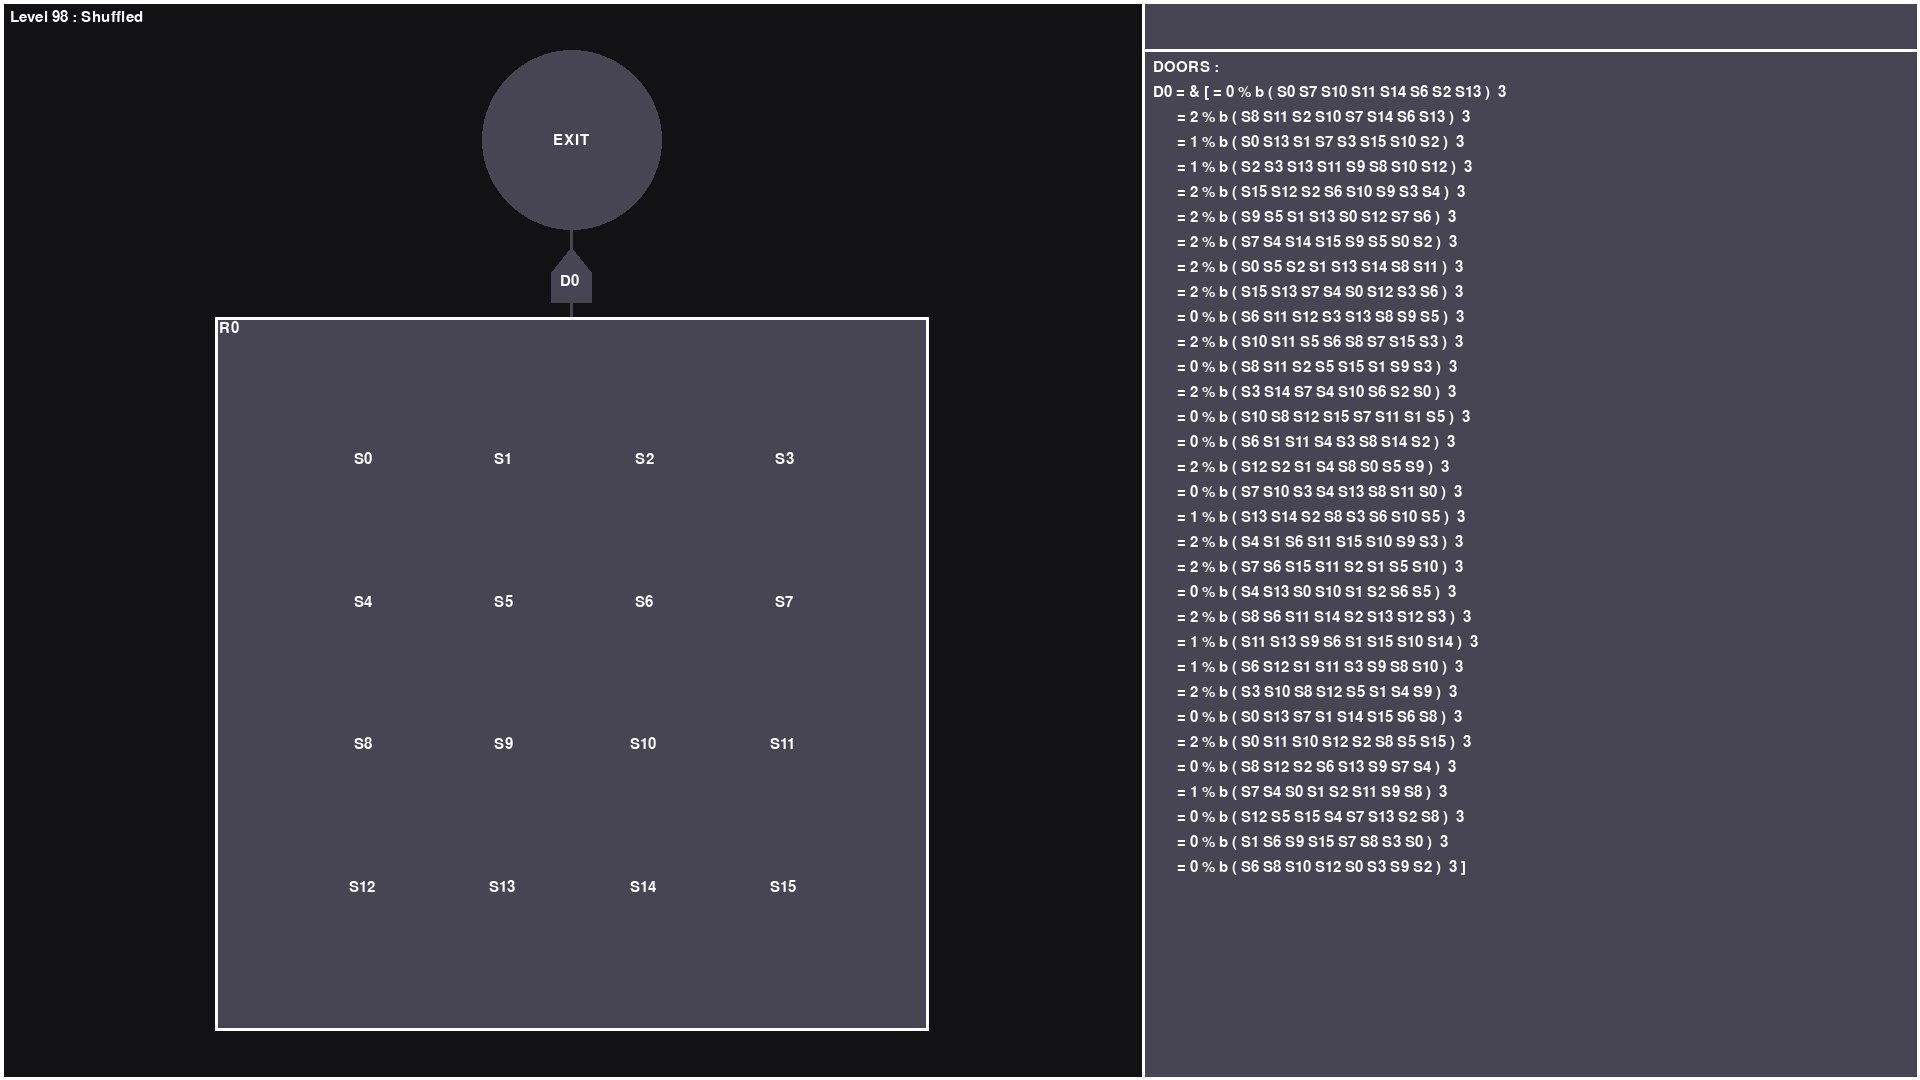 Level 98 : Shuffled
EXIT
D0
R0
S0 S1 S2 S3
S4 S5 S6 S7
S8 S9 S10 S11
S12 S13 S14 S15
DOORS :
D0 = & [ = 0 % b ( S0 S7 S10 S11 S14 S6 S2 S13 ) 3
= 2 % b ( S8 S11 S2 S10 S7 S14 S6 S13 ) 3
= 1 % b ( S0 S13 S1 S7 S3 S15 S10 S2 ) 3
= 1 % b ( S2 S3 S13 S11 S9 S8 S10 S12 ) 3
= 2 % b ( S15 S12 S2 S6 S10 S9 S3 S4 ) 3
= 2 % b ( S9 S5 S1 S13 S0 S12 S7 S6 ) 3
= 2 % b ( S7 S4 S14 S15 S9 S5 S0 S2 ) 3
= 2 % b ( S0 S5 S2 S1 S13 S14 S8 S11 ) 3
= 2 % b ( S15 S13 S7 S4 S0 S12 S3 S6 ) 3
= 0 % b ( S6 S11 S12 S3 S13 S8 S9 S5 ) 3
= 2 % b ( S10 S11 S5 S6 S8 S7 S15 S3 ) 3
= 0 % b ( S8 S11 S2 S5 S15 S1 S9 S3 ) 3
= 2 % b ( S3 S14 S7 S4 S10 S6 S2 S0 ) 3
= 0 % b ( S10 S8 S12 S15 S7 S11 S1 S5 ) 3
= 0 % b ( S6 S1 S11 S4 S3 S8 S14 S2 ) 3
= 2 % b ( S12 S2 S1 S4 S8 S0 S5 S9 ) 3
= 0 % b ( S7 S10 S3 S4 S13 S8 S11 S0 ) 3
= 1 % b ( S13 S14 S2 S8 S3 S6 S10 S5 ) 3
= 2 % b ( S4 S1 S6 S11 S15 S10 S9 S3 ) 3
= 2 % b ( S7 S6 S15 S11 S2 S1 S5 S10 ) 3
= 0 % b ( S4 S13 S0 S10 S1 S2 S6 S5 ) 3
= 2 % b ( S8 S6 S11 S14 S2 S13 S12 S3 ) 3
= 1 % b ( S11 S13 S9 S6 S1 S15 S10 S14 ) 3
= 1 % b ( S6 S12 S1 S11 S3 S9 S8 S10 ) 3
= 2 % b ( S3 S10 S8 S12 S5 S1 S4 S9 ) 3
= 0 % b ( S0 S13 S7 S1 S14 S15 S6 S8 ) 3
= 2 % b ( S0 S11 S10 S12 S2 S8 S5 S15 ) 3
= 0 % b ( S8 S12 S2 S6 S13 S9 S7 S4 ) 3
= 1 % b ( S7 S4 S0 S1 S2 S11 S9 S8 ) 3
= 0 % b ( S12 S5 S15 S4 S7 S13 S2 S8 ) 3
= 0 % b ( S1 S6 S9 S15 S7 S8 S3 S0 ) 3
= 0 % b ( S6 S8 S10 S12 S0 S3 S9 S2 ) 3 ]